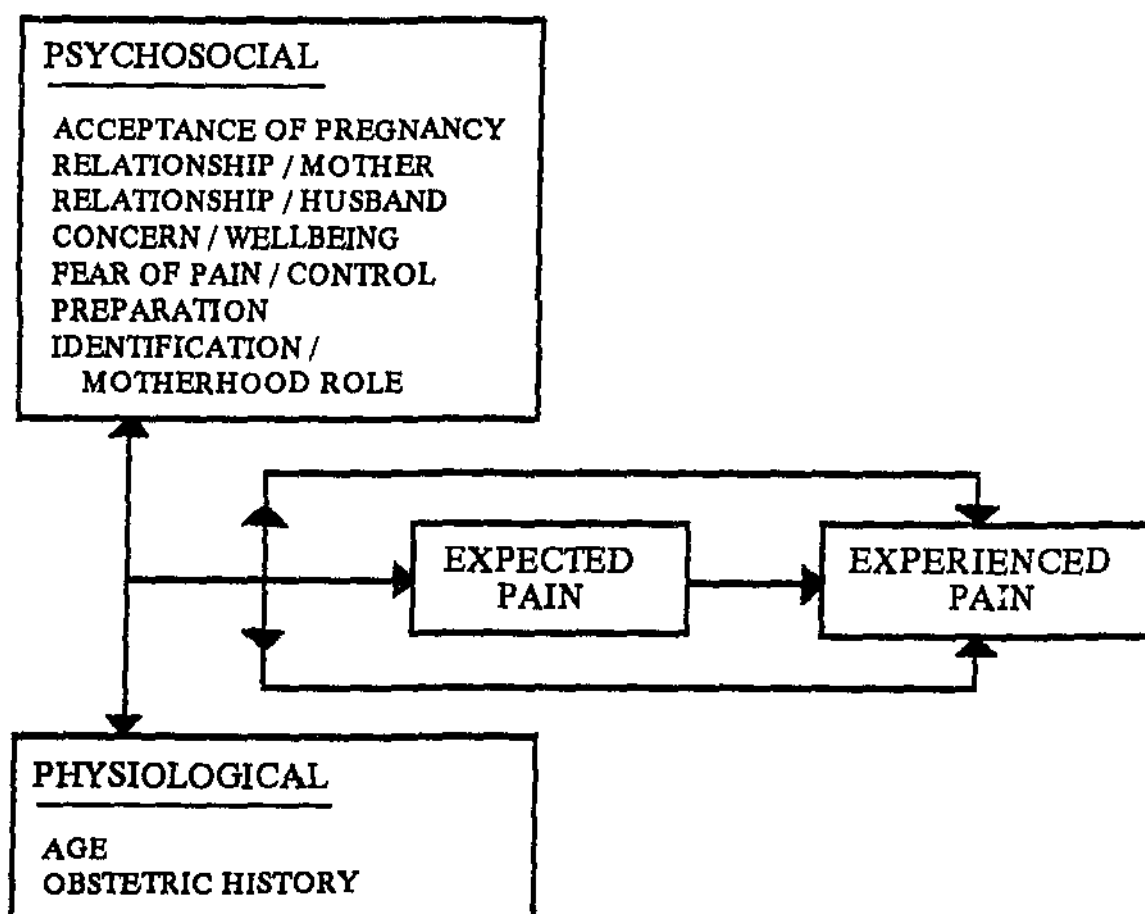 PSYCHOSOCIAL
ACCEPTANCE OF PREGNANCY
RELATIONSHIP / MOTHER
RELATIONSHIP / HUSBAND
CONCERN / WELLBEING
FEAR OF PAIN / CONTROL
PREPARATION
IDENTIFICATION /
MOTHERHOOD ROLE
EXPECTED
PAIN
EXPERIENCED
PAIN
PHYSIOLOGICAL
AGE
OBSTETRIC HISTORY